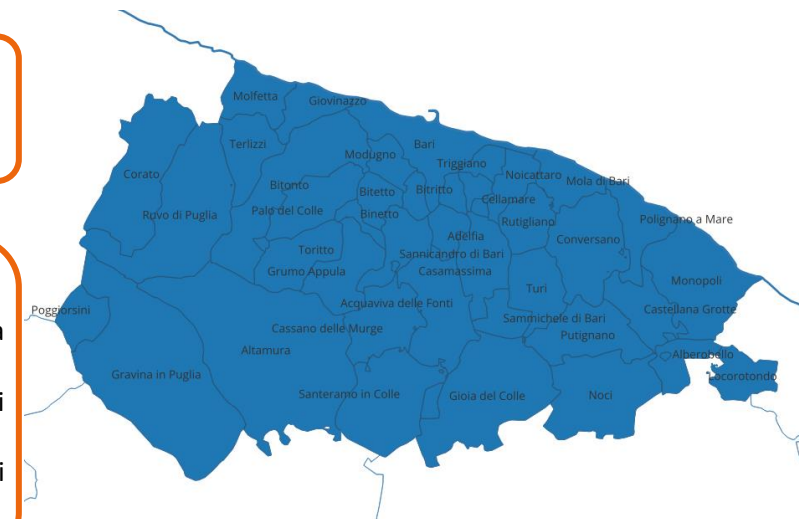 Molfetta
Giovinazzo
Terlizzi
Bari
Modugno
Triggiano
Corato
Noicattaro
Mola di Bari
Bitonto
Bitetto
Bitritto
Cellamare
Ruvo di Puglia
Palo del Colle
Binetto
Rutigliano
Polignano a Mare
Adelfia
Conversano
Toritto
Sannicandro di Bari
Grumo Appula
Casamassima
Monopoli
Turi
Poggiorsini
Acquaviva delle Fonti
Castellana Grotte
Sammichele di Bari
Cassano delle Murge
Putignano
Altamura
Alberobello
Gravina in Puglia
Locorotondo
Santeramo in Colle
Gioia del Colle
Noci
i
i